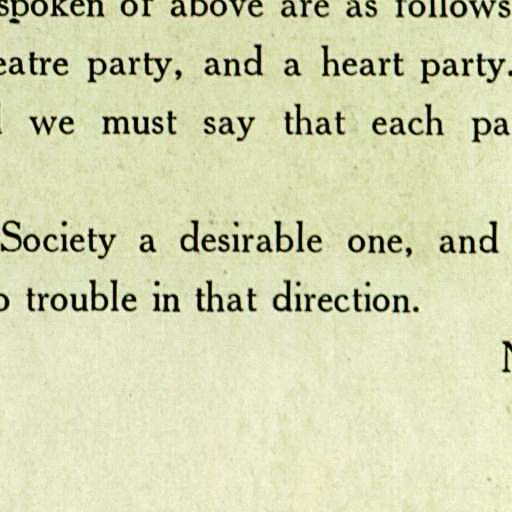 spoken of above are as follows
eatre party, and a heart party.
we must say that each pa
Society a desirable one, and
o trouble in that direction.
N